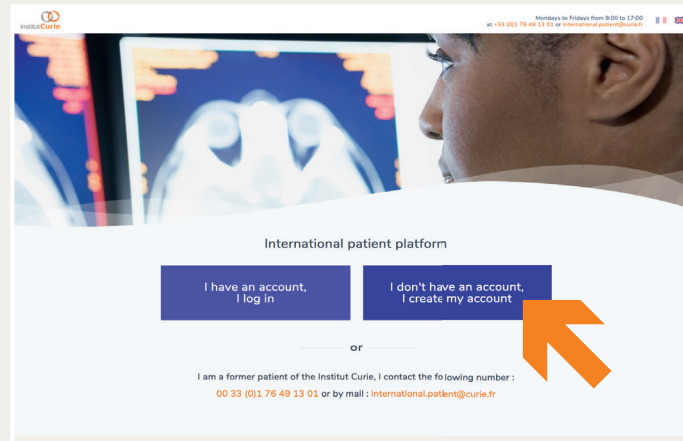 institutCurie
Mondays to Fridays from 9:00 to 17:00
at +33 (0)1 76 49 13 01 or international.patient@curie.fr
International patient platform
I have an account,
I log in
I don't have an account,
I create my account
or
I am a former patient of the Institut Curie, I contact the following number :
00 33 (0)1 76 49 13 01 or by mail : international.patient@curie.fr